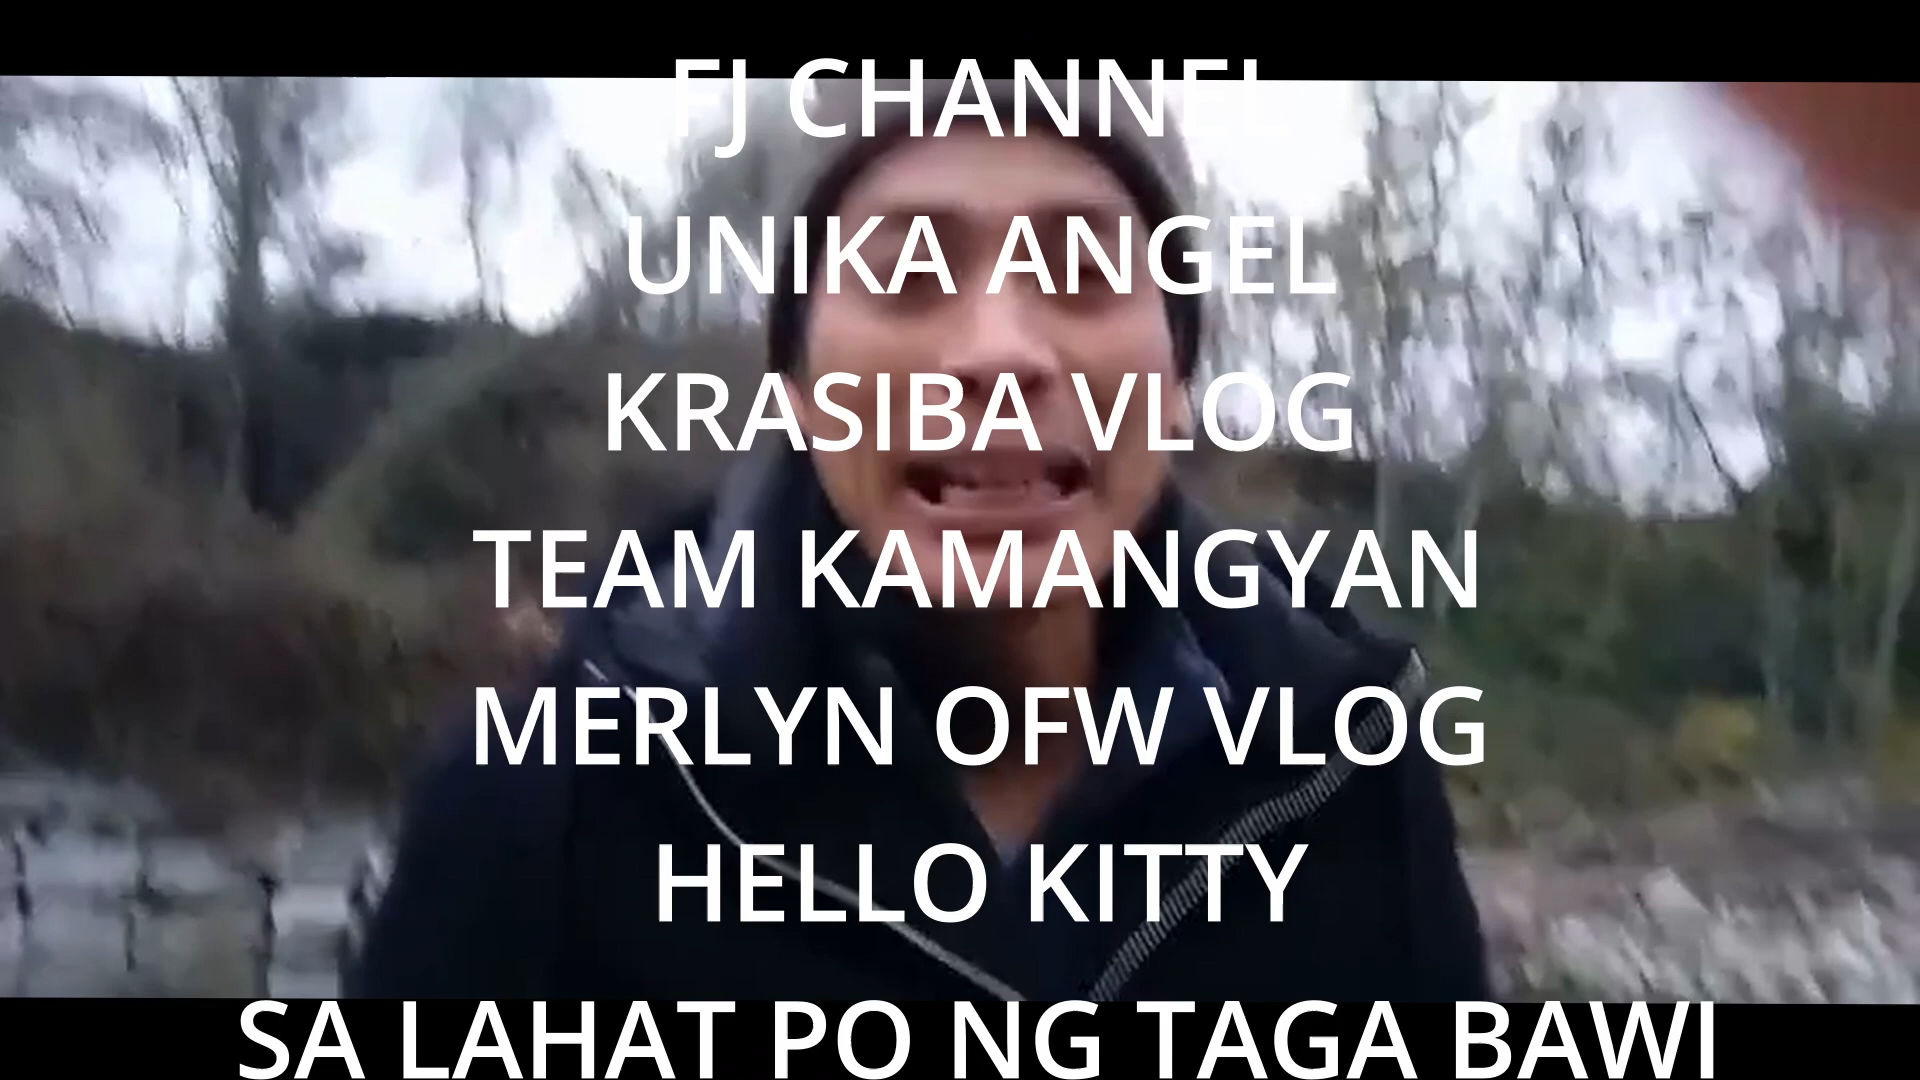 FJ CHANNEL
UNIKA ANGEL
KRASIBA VLOG
TEAM KAMANGYAN
MERLYN OFW VLOG
HELLO KITTY
SA LAHAT PO NG TAGA BAWI